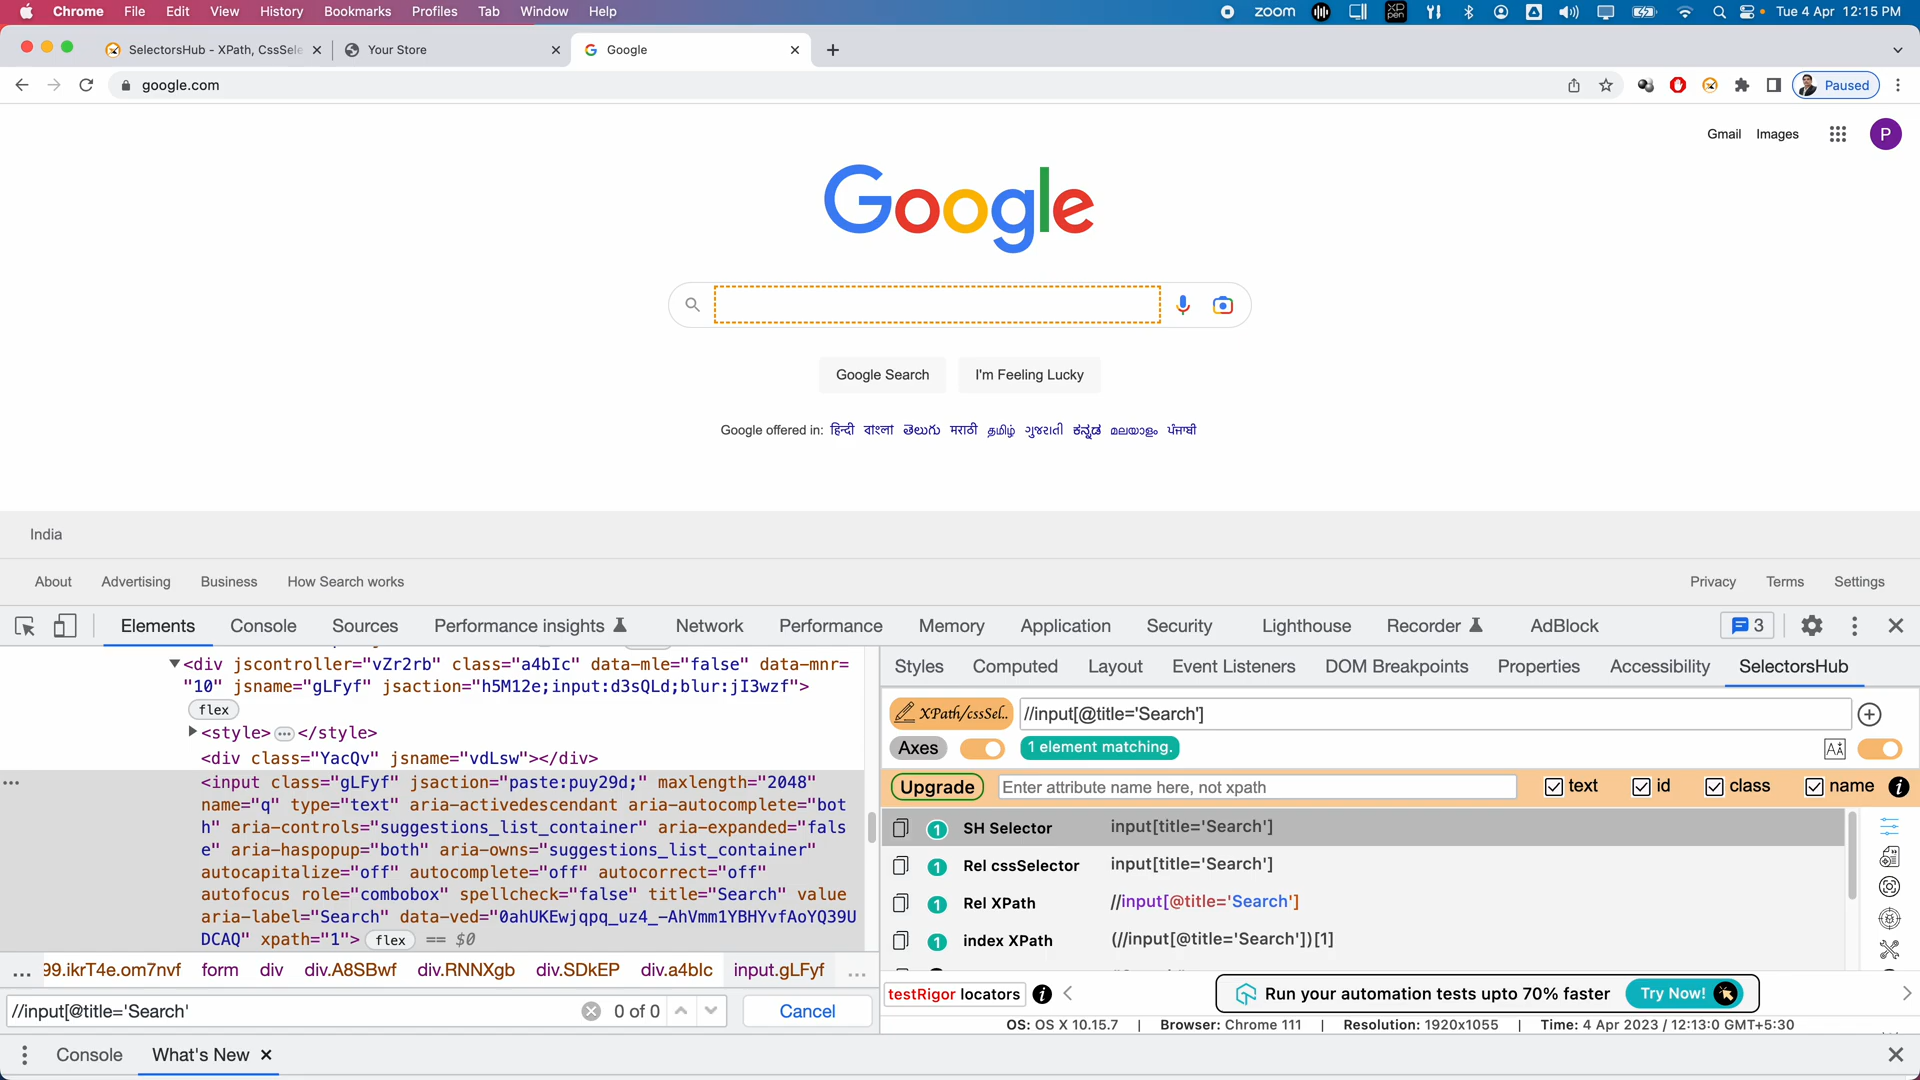 Chrome File Edit View History Bookmarks Profiles Tab Window Help zoom XP pen Tue 4 Apr 12:15 PM
SelectorsHub - XPath, CssSele Your Store Google
google.com Paused
Gmail Images P
Google
Google Search I'm Feeling Lucky
Google offered in: हिन्दी বাংলা తెలుగు मराठी தமிழ் ગુજરાતી ಕನ್ನಡ മലയാളം ਪੰਜਾਬੀ
India
About Advertising Business How Search works Privacy Terms Settings
Elements Console Sources Performance insights Network Performance Memory Application Security Lighthouse Recorder AdBlock 3
<div jscontroller="vZr2rb" class="a4bIc" data-mle="false" data-mnr=
"10" jsname="gLFyf" jsaction="h5M12e;input:d3sQLd;blur:jI3wzf">
flex
<style> … </style>
<div class="YacQv" jsname="vdLsw"></div>
<input class="gLFyf" jsaction="paste:puy29d;" maxlength="2048"
name="q" type="text" aria-activedescendant aria-autocomplete="bot
h" aria-controls="suggestions_list_container" aria-expanded="fals
e" aria-haspopup="both" aria-owns="suggestions_list_container"
autocapitalize="off" autocomplete="off" autocorrect="off"
autofocus role="combobox" spellcheck="false" title="Search" value
aria-label="Search" data-ved="0ahUKEwjqpq_uz4_-AhVmm1YBHYvfAoYQ39U
DCAQ" xpath="1"> flex == $0
... 99.ikrT4e.om7nvf form div div.A8SBwf div.RNNXgb div.SDkEP div.a4bIc input.gLFyf ...
//input[@title='Search' 0 of 0 Cancel
Styles Computed Layout Event Listeners DOM Breakpoints Properties Accessibility SelectorsHub
XPath/cssSel.. //input[@title='Search']
Axes 1 element matching.
Upgrade Enter attribute name here, not xpath text id class name
1 SH Selector input[title='Search']
1 Rel cssSelector input[title='Search']
1 Rel XPath //input[@title='Search']
1 index XPath (//input[@title='Search'])[1]
testRigor locators Run your automation tests upto 70% faster Try Now!
OS: OS X 10.15.7 | Browser: Chrome 111 | Resolution: 1920x1055 | Time: 4 Apr 2023 / 12:13:0 GMT+5:30
Console What's New